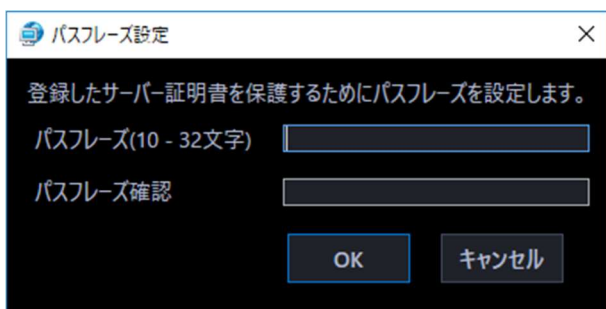 パスフレーズ設定
登録したサーバー証明書を保護するためにパスフレーズを設定します。
パスフレーズ(10 - 32文字)
パスフレーズ確認
OK
キャンセル